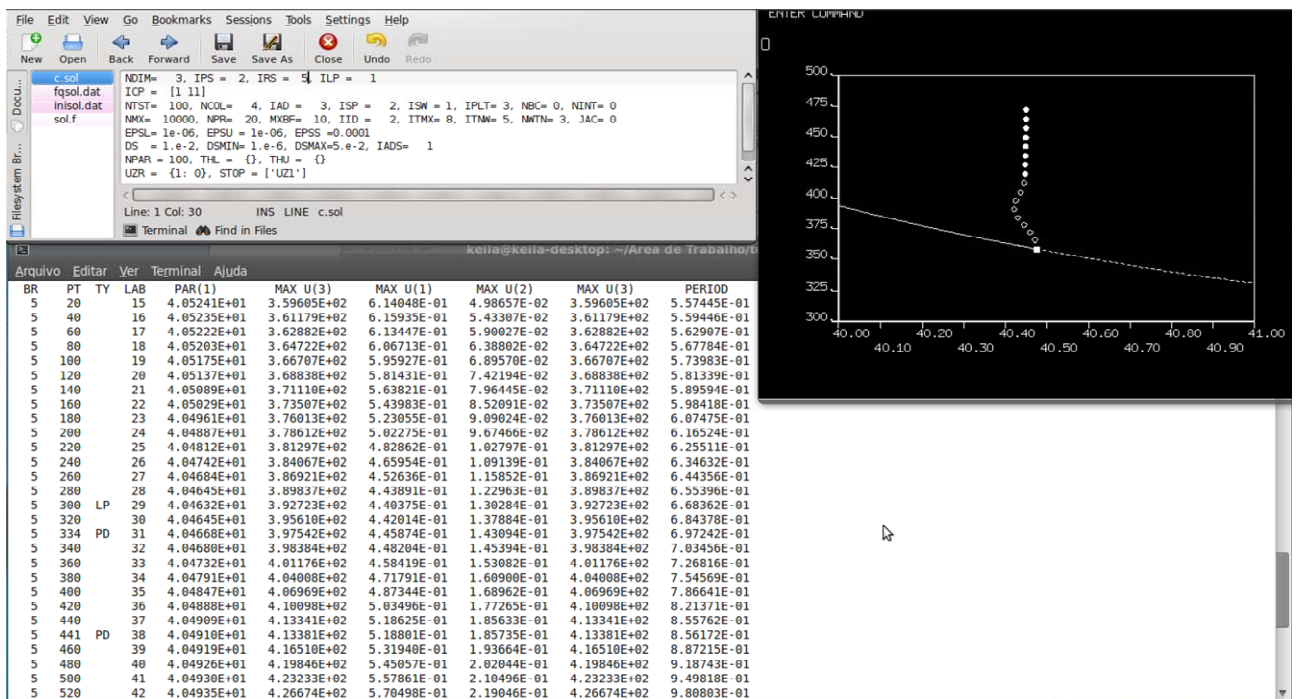 File Edit View Go Bookmarks Sessions Tools Settings Help
New Open Back Forward Save Save As Close Undo Redo
Docu...
Filesystem Br...
c.sol
fqsol.dat
inisol.dat
sol.f
NDIM= 3, IPS = 2, IRS = 5, ILP = 1
ICP = [1 11]
NTST= 100, NCOL= 4, IAD = 3, ISP = 2, ISW = 1, IPLT= 3, NBC= 0, NINT= 0
NMX= 10000, NPR= 20, MXBF= 10, IID = 2, ITMX= 8, ITNW= 5, NWTN= 3, JAC= 0
EPSL= 1e-06, EPSU = 1e-06, EPSS =0.0001
DS = 1.e-2, DSMIN= 1.e-6, DSMAX=5.e-2, IADS= 1
NPAR = 100, THL = {}, THU = {}
UZR = {1: 0}, STOP = ['UZ1']
Line: 1 Col: 30 INS LINE c.sol
Terminal Find in Files
ENTER COMMAND
500.
475.
450.
425.
400.
375.
350.
325.
300.
40.00 40.20 40.40 40.60 40.80 41.00
40.10 40.30 40.50 40.70 40.90
keila@keila-desktop: ~/Área de Trabalho/t
Arquivo Editar Ver Terminal Ajuda
BR PT TY LAB PAR(1) MAX U(3) MAX U(1) MAX U(2) MAX U(3) PERIOD
5 20 15 4.05241E+01 3.59605E+02 6.14048E-01 4.98657E-02 3.59605E+02 5.57445E-01
5 40 16 4.05235E+01 3.61179E+02 6.15935E-01 5.43307E-02 3.61179E+02 5.59446E-01
5 60 17 4.05222E+01 3.62882E+02 6.13447E-01 5.90027E-02 3.62882E+02 5.62907E-01
5 80 18 4.05203E+01 3.64722E+02 6.06713E-01 6.38802E-02 3.64722E+02 5.67784E-01
5 100 19 4.05175E+01 3.66707E+02 5.95927E-01 6.89570E-02 3.66707E+02 5.73983E-01
5 120 20 4.05137E+01 3.68838E+02 5.81431E-01 7.42194E-02 3.68838E+02 5.81339E-01
5 140 21 4.05089E+01 3.71110E+02 5.63821E-01 7.96445E-02 3.71110E+02 5.89594E-01
5 160 22 4.05029E+01 3.73507E+02 5.43983E-01 8.52091E-02 3.73507E+02 5.98418E-01
5 180 23 4.04961E+01 3.76013E+02 5.23055E-01 9.09024E-02 3.76013E+02 6.07475E-01
5 200 24 4.04887E+01 3.78612E+02 5.02275E-01 9.67466E-02 3.78612E+02 6.16524E-01
5 220 25 4.04812E+01 3.81297E+02 4.82862E-01 1.02797E-01 3.81297E+02 6.25511E-01
5 240 26 4.04742E+01 3.84067E+02 4.65954E-01 1.09139E-01 3.84067E+02 6.34632E-01
5 260 27 4.04684E+01 3.86921E+02 4.52636E-01 1.15852E-01 3.86921E+02 6.44356E-01
5 280 28 4.04645E+01 3.89837E+02 4.43891E-01 1.22963E-01 3.89837E+02 6.55396E-01
5 300 LP 29 4.04632E+01 3.92723E+02 4.40375E-01 1.30284E-01 3.92723E+02 6.68362E-01
5 320 30 4.04645E+01 3.95610E+02 4.42014E-01 1.37884E-01 3.95610E+02 6.84378E-01
5 334 PD 31 4.04668E+01 3.97542E+02 4.45874E-01 1.43094E-01 3.97542E+02 6.97242E-01
5 340 32 4.04680E+01 3.98384E+02 4.48204E-01 1.45394E-01 3.98384E+02 7.03456E-01
5 360 33 4.04732E+01 4.01176E+02 4.58419E-01 1.53082E-01 4.01176E+02 7.26816E-01
5 380 34 4.04791E+01 4.04008E+02 4.71791E-01 1.60900E-01 4.04008E+02 7.54569E-01
5 400 35 4.04847E+01 4.06969E+02 4.87344E-01 1.68962E-01 4.06969E+02 7.86641E-01
5 420 36 4.04888E+01 4.10098E+02 5.03496E-01 1.77265E-01 4.10098E+02 8.21371E-01
5 440 37 4.04909E+01 4.13341E+02 5.18625E-01 1.85633E-01 4.13341E+02 8.55762E-01
5 441 PD 38 4.04910E+01 4.13381E+02 5.18801E-01 1.85735E-01 4.13381E+02 8.56172E-01
5 460 39 4.04919E+01 4.16510E+02 5.31940E-01 1.93664E-01 4.16510E+02 8.87215E-01
5 480 40 4.04926E+01 4.19846E+02 5.45057E-01 2.02044E-01 4.19846E+02 9.18743E-01
5 500 41 4.04930E+01 4.23233E+02 5.57861E-01 2.10496E-01 4.23233E+02 9.49818E-01
5 520 42 4.04935E+01 4.26674E+02 5.70498E-01 2.19046E-01 4.26674E+02 9.80803E-01